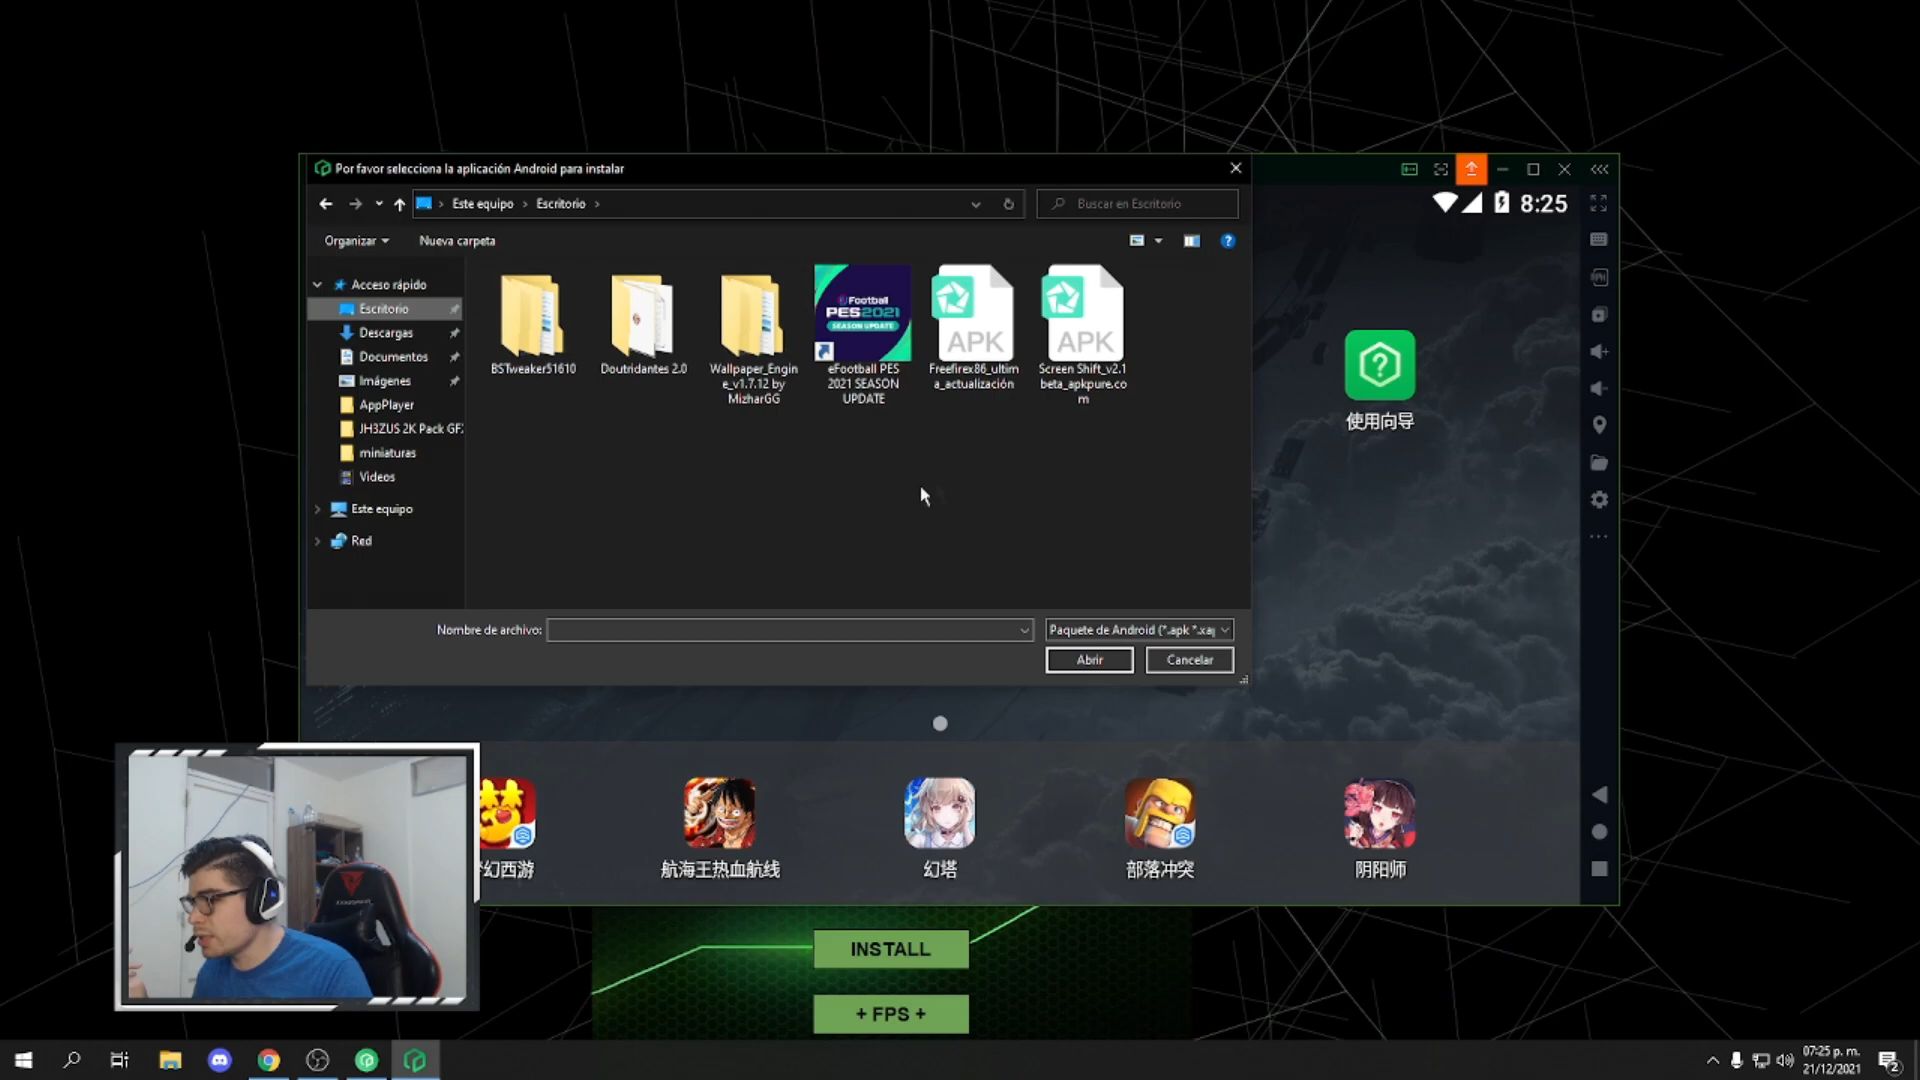 Por favor selecciona la aplicación Android para instalar
Este equipo
Escritorio
Buscar en Escritorio
8:25
Organizar
Nueva carpeta
Acceso rápido
Escritorio
Descargas
Documentos
Imágenes
AppPlayer
JH3ZUS 2K Pack GF
miniaturas
Videos
Este equipo
Red
BSTweaker51610
Doutridantes 2.0
Wallpaper_Engin
e_v1.7.12 by
MizharGG
eFootball
PES2021
SEASON UPDATE
eFootball PES
2021 SEASON
UPDATE
APK
Freefirex86_ultim
a_actualización
APK
Screen Shift_v2.1
beta_apkpure.co
m
使用向导
Nombre de archivo:
Paquete de Android (*.apk *.xa
Abrir
Cancelar
幻西游
航海王热血航线
幻塔
部落冲突
阴阳师
INSTALL
+ FPS +
07:25 p. m.
21/12/2021
2